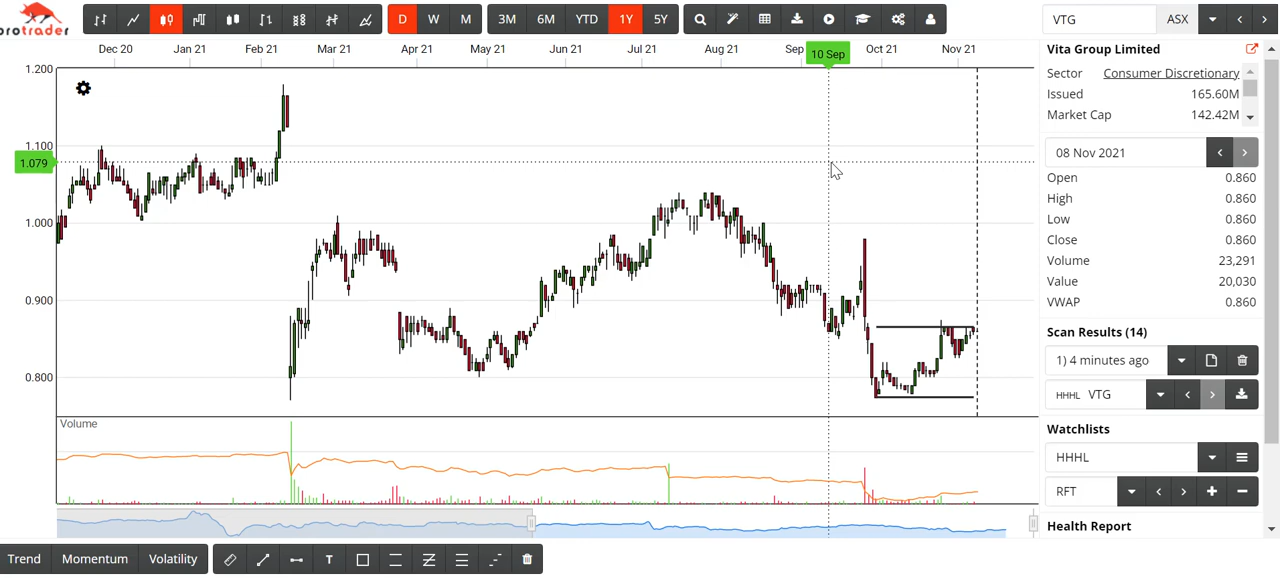 protrader
D W M 3M 6M YTD 1Y 5Y
VTG ASX
Dec 20 Jan 21 Feb 21 Mar 21 Apr 21 May 21 Jun 21 Jul 21 Aug 21 Sep 10 Sep Oct 21 Nov 21
1.200
1.100
1.079
1.000
0.900
0.800
Volume
Trend Momentum Volatility T
Vita Group Limited
Sector Consumer Discretionary
Issued 165.60M
Market Cap 142.42M
08 Nov 2021
Open 0.860
High 0.860
Low 0.860
Close 0.860
Volume 23,291
Value 20,030
VWAP 0.860
Scan Results (14)
1) 4 minutes ago
HHHL VTG
Watchlists
HHHL
RFT
Health Report